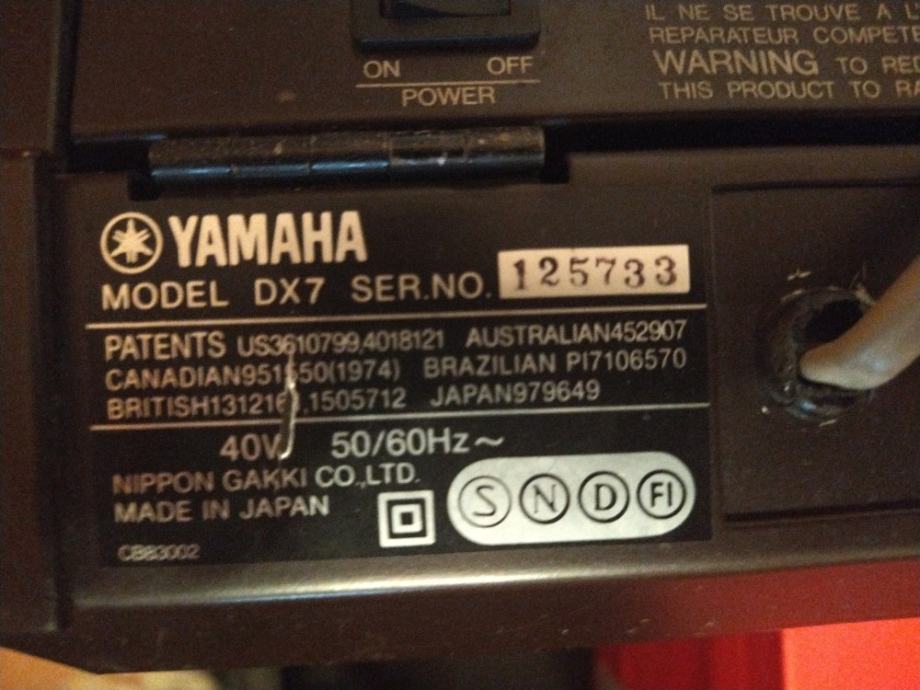 IL NE SE TROUVE A L'
REPARATEUR COMPETE
WARNING TO RED
THIS PRODUCT TO RA
ON OFF
POWER
YAMAHA
MODEL DX7 SER.NO. 125733
PATENTS US3610799,4018121 AUSTRALIAN452907
(1974) BRAZILIAN PI7106570
1505712 JAPAN979649
40W 50/60Hz~
NIPPON GAKKI CO.,LTD.
MADE IN JAPAN
S N D FI
CB83002